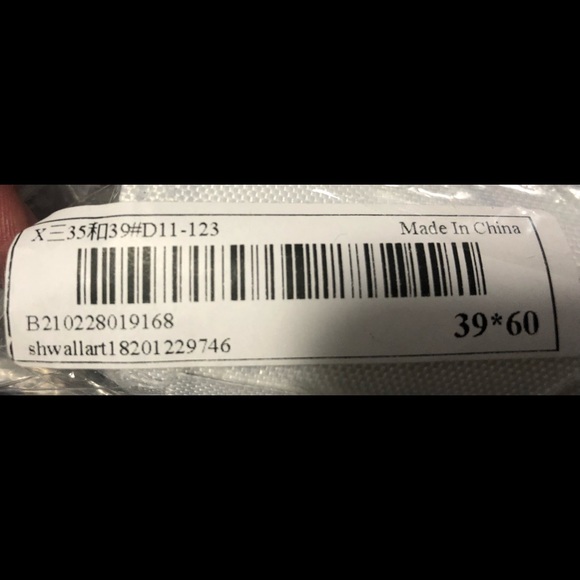 X三35和39#D11-123 Made In China
B210228019168
39*60
shwallart18201229746